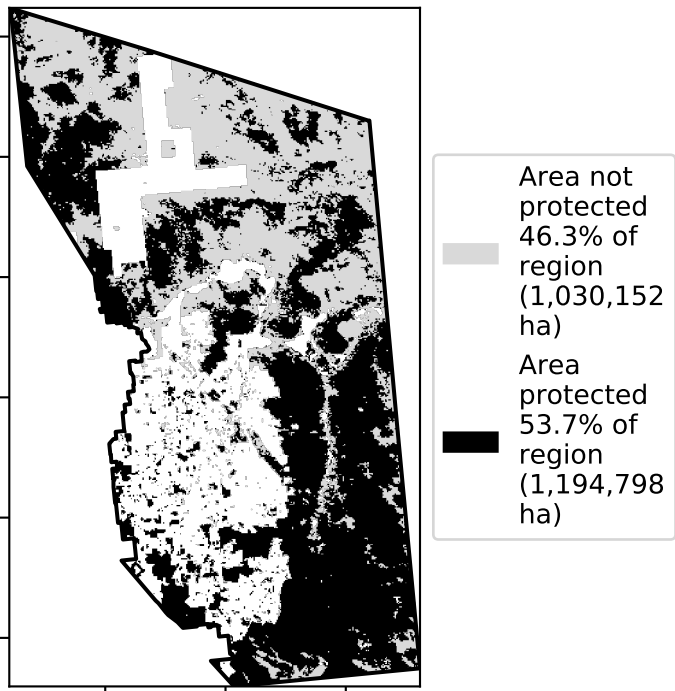 Area not
protected
46.3% of
region
(1,030,152
ha)
Area
protected
53.7% of
region
(1,194,798
ha)